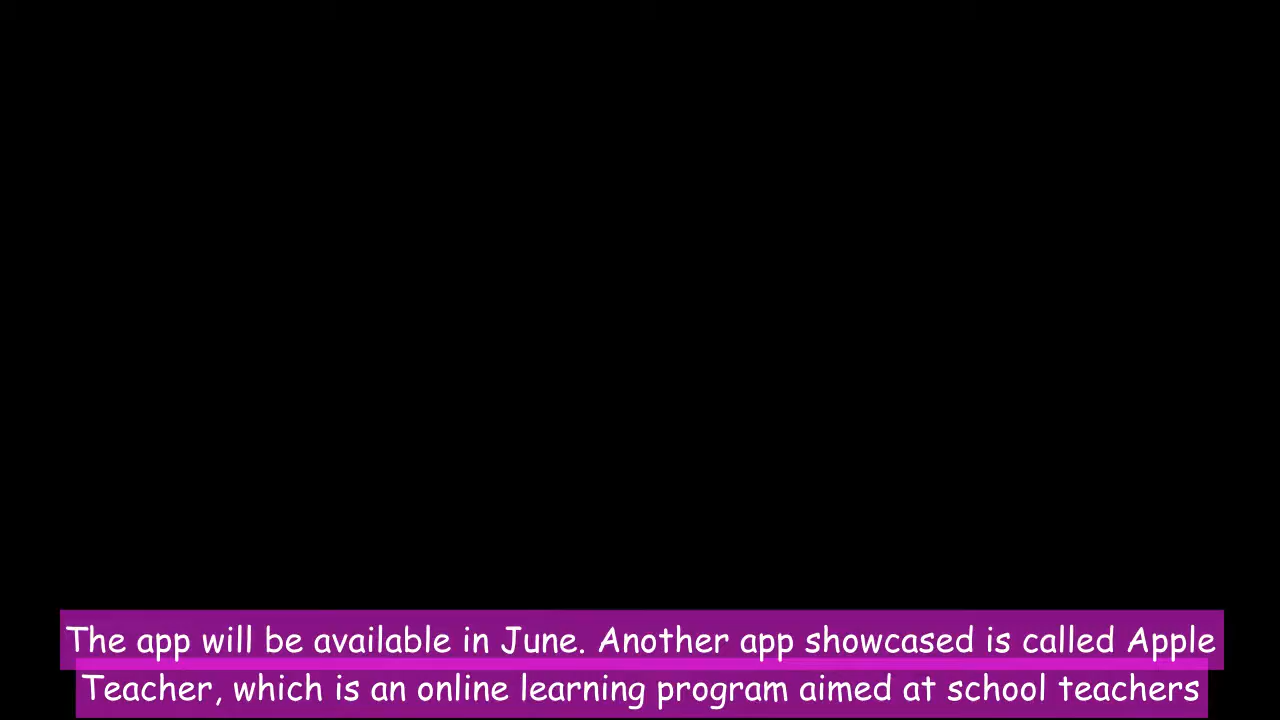 The app will be available in June. Another app showcased is called Apple
Teacher, which is an online learning program aimed at school teachers